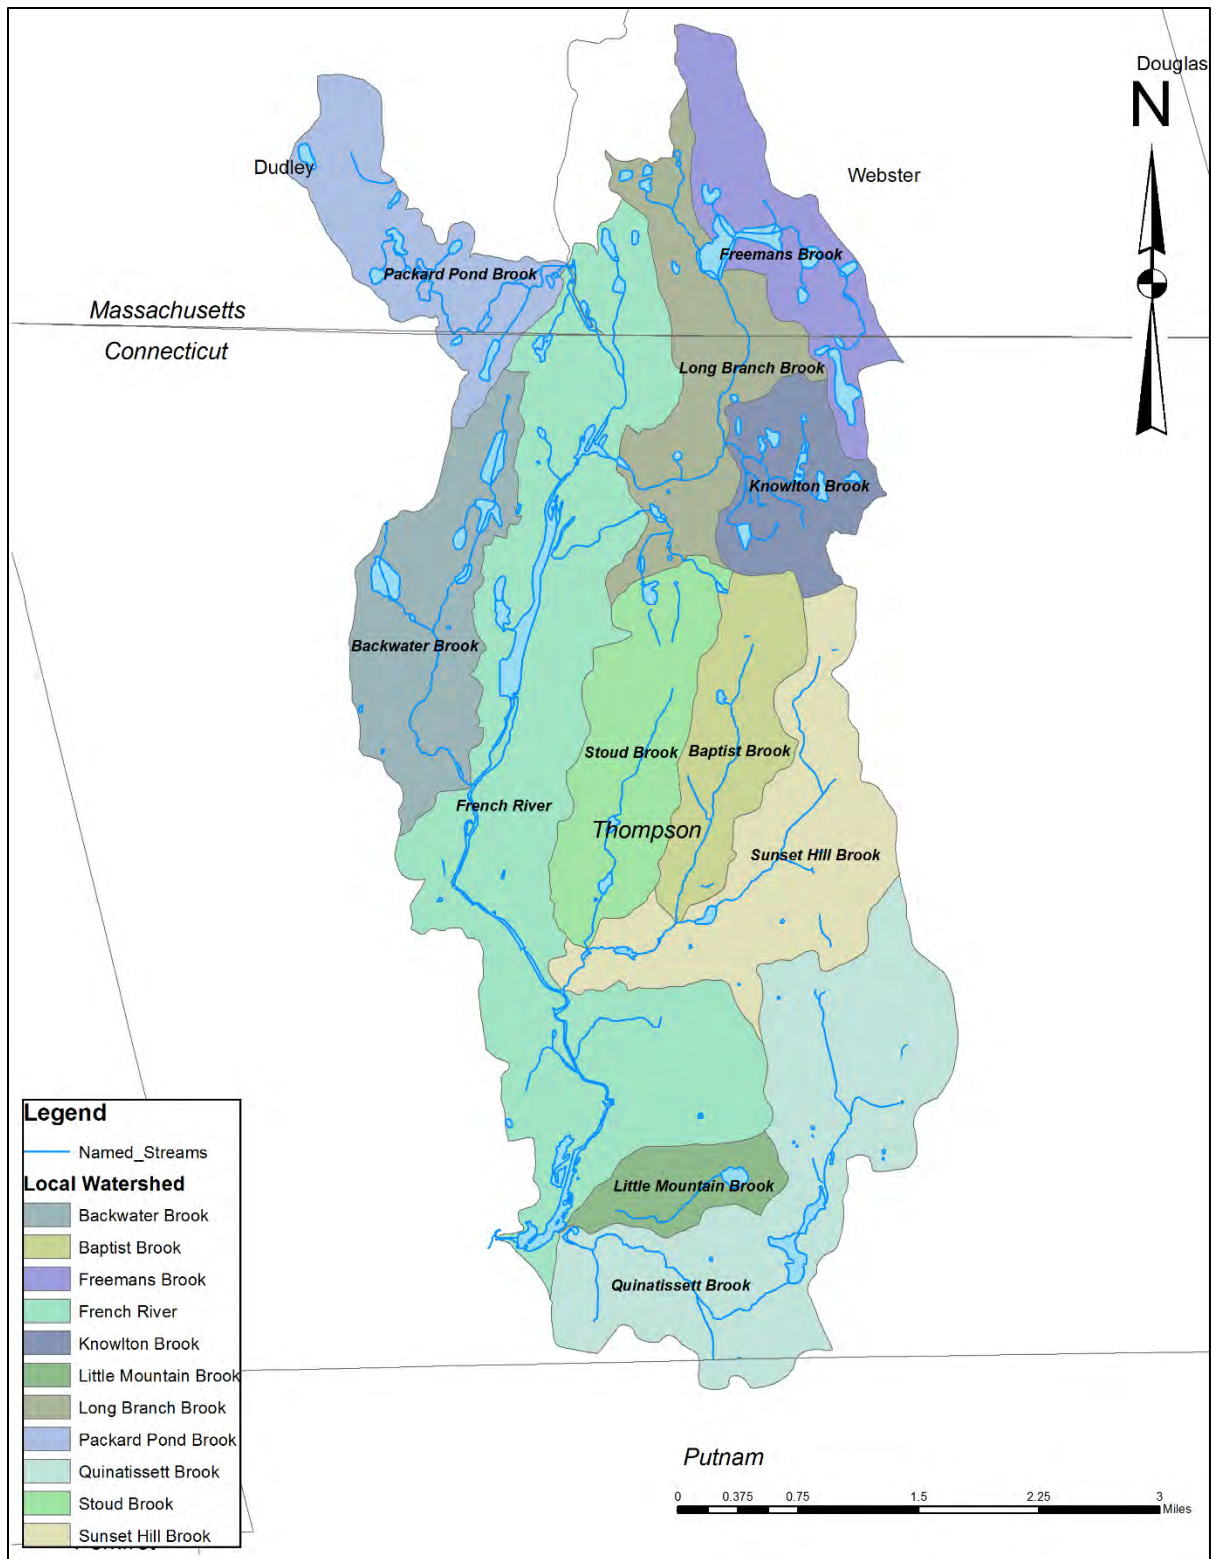 Douglas
N
Dudley
Webster
Freemans Brook
Packard Pond Brook
Massachusetts
Connecticut
Long Branch Brook
Knowlton Brook
Backwater Brook
Stoud Brook
Baptist Brook
French River
Thompson
Sunset Hill Brook
Little Mountain Brook
Quinatissett Brook
Putnam
Legend
Named_Streams
Local Watershed
Backwater Brook
Baptist Brook
Freemans Brook
French River
Knowlton Brook
Little Mountain Brook
Long Branch Brook
Packard Pond Brook
Quinatissett Brook
Stoud Brook
Sunset Hill Brook
0 0.375 0.75 1.5 2.25 3
Miles